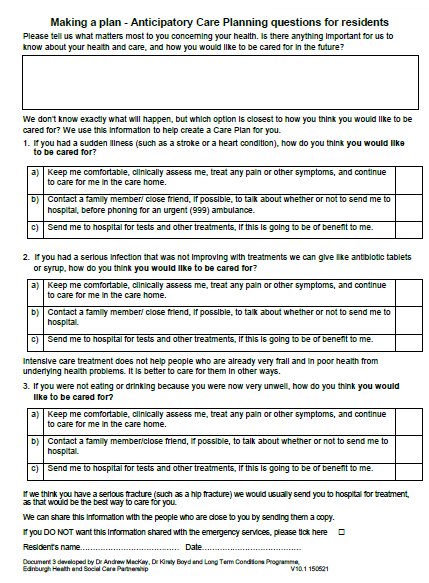 Making a plan - Anticipatory Care Planning questions for residents
Please tell us what matters most to you concerning your health. Is there anything important for us to
know about your health and care, and how you would like to be cared for in the future?
We don't know exactly what will happen, but which option is closest to how you think you would like to be
cared for? We use this information to help create a Care Plan for you.
1. If you had a sudden illness (such as a stroke or a heart condition), how do you think you would like
to be cared for?
a) Keep me comfortable, clinically assess me, treat any pain or other symptoms, and continue
to care for me in the care home.
b) Contact a family member/ close friend, if possible, to talk about whether or not to send me to
hospital, before phoning for an urgent (999) ambulance.
c) Send me to hospital for tests and other treatments, if this is going to be of benefit to me.
2. If you had a serious infection that was not improving with treatments we can give like antibiotic tablets
or syrup, how do you think you would like to be cared for?
a) Keep me comfortable, clinically assess me, treat any pain or other symptoms, and continue
to care for me in the care home.
b) Contact a family member/ close friend, if possible, to talk about whether or not to send me to
hospital.
c) Send me to hospital for tests and other treatments, if this is going to be of benefit to me.
Intensive care treatment does not help people who are already very frail and in poor health from
underlying health problems. It is better to care for them in other ways.
3. If you were not eating or drinking because you were now very unwell, how do you think you would
like to be cared for?
a) Keep me comfortable, clinically assess me, treat any pain or other symptoms, and continue
to care for me in the care home.
b) Contact a family member/close friend, if possible, to talk about whether or not to send me to
hospital.
c) Send me to hospital for tests and other treatments, if this is going to be of benefit to me.
If we think you have a serious fracture (such as a hip fracture) we would usually send you to hospital for treatment,
as that would be the best way to care for you.
We can share this information with the people who are close to you by sending them a copy.
If you DO NOT want this information shared with the emergency services, please tick here ☐
Resident's name................................ Date................................
Document 3 developed by Dr Andrew MacKay, Dr Kirsty Boyd and Long Term Conditions Programme,
Edinburgh Health and Social Care Partnership V10.1 150521